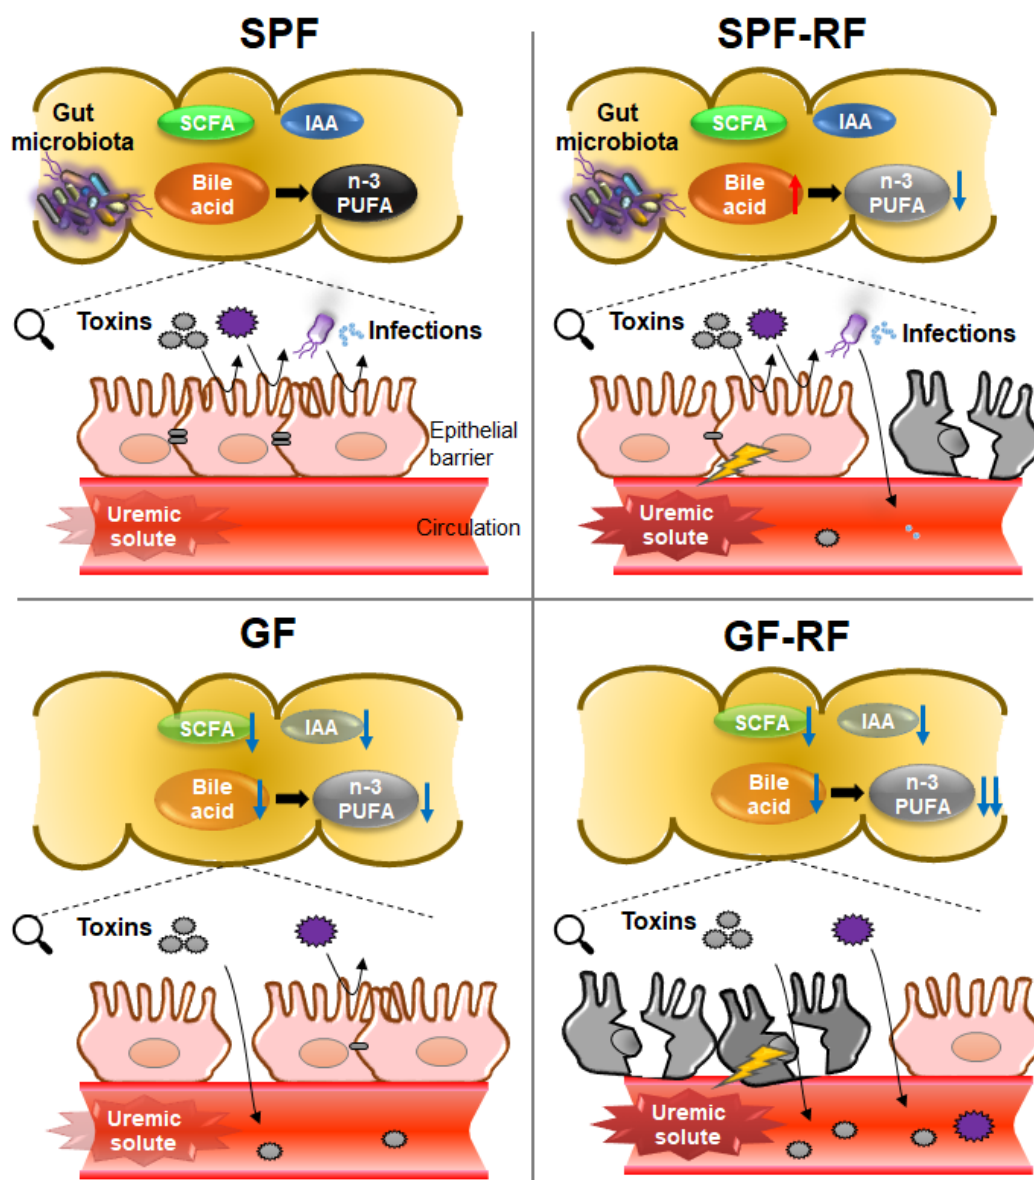 SPF
Gut
microbiota
SCFA
IAA
Bile
acid
n-3
PUFA
Toxins
Infections
Epithelial
barrier
Uremic
solute
Circulation
SPF-RF
Gut
microbiota
SCFA
IAA
Bile
acid
n-3
PUFA
Toxins
Infections
Uremic
solute
GF
SCFA
IAA
Bile
acid
n-3
PUFA
Toxins
Uremic
solute
GF-RF
SCFA
IAA
Bile
acid
n-3
PUFA
Toxins
Uremic
solute